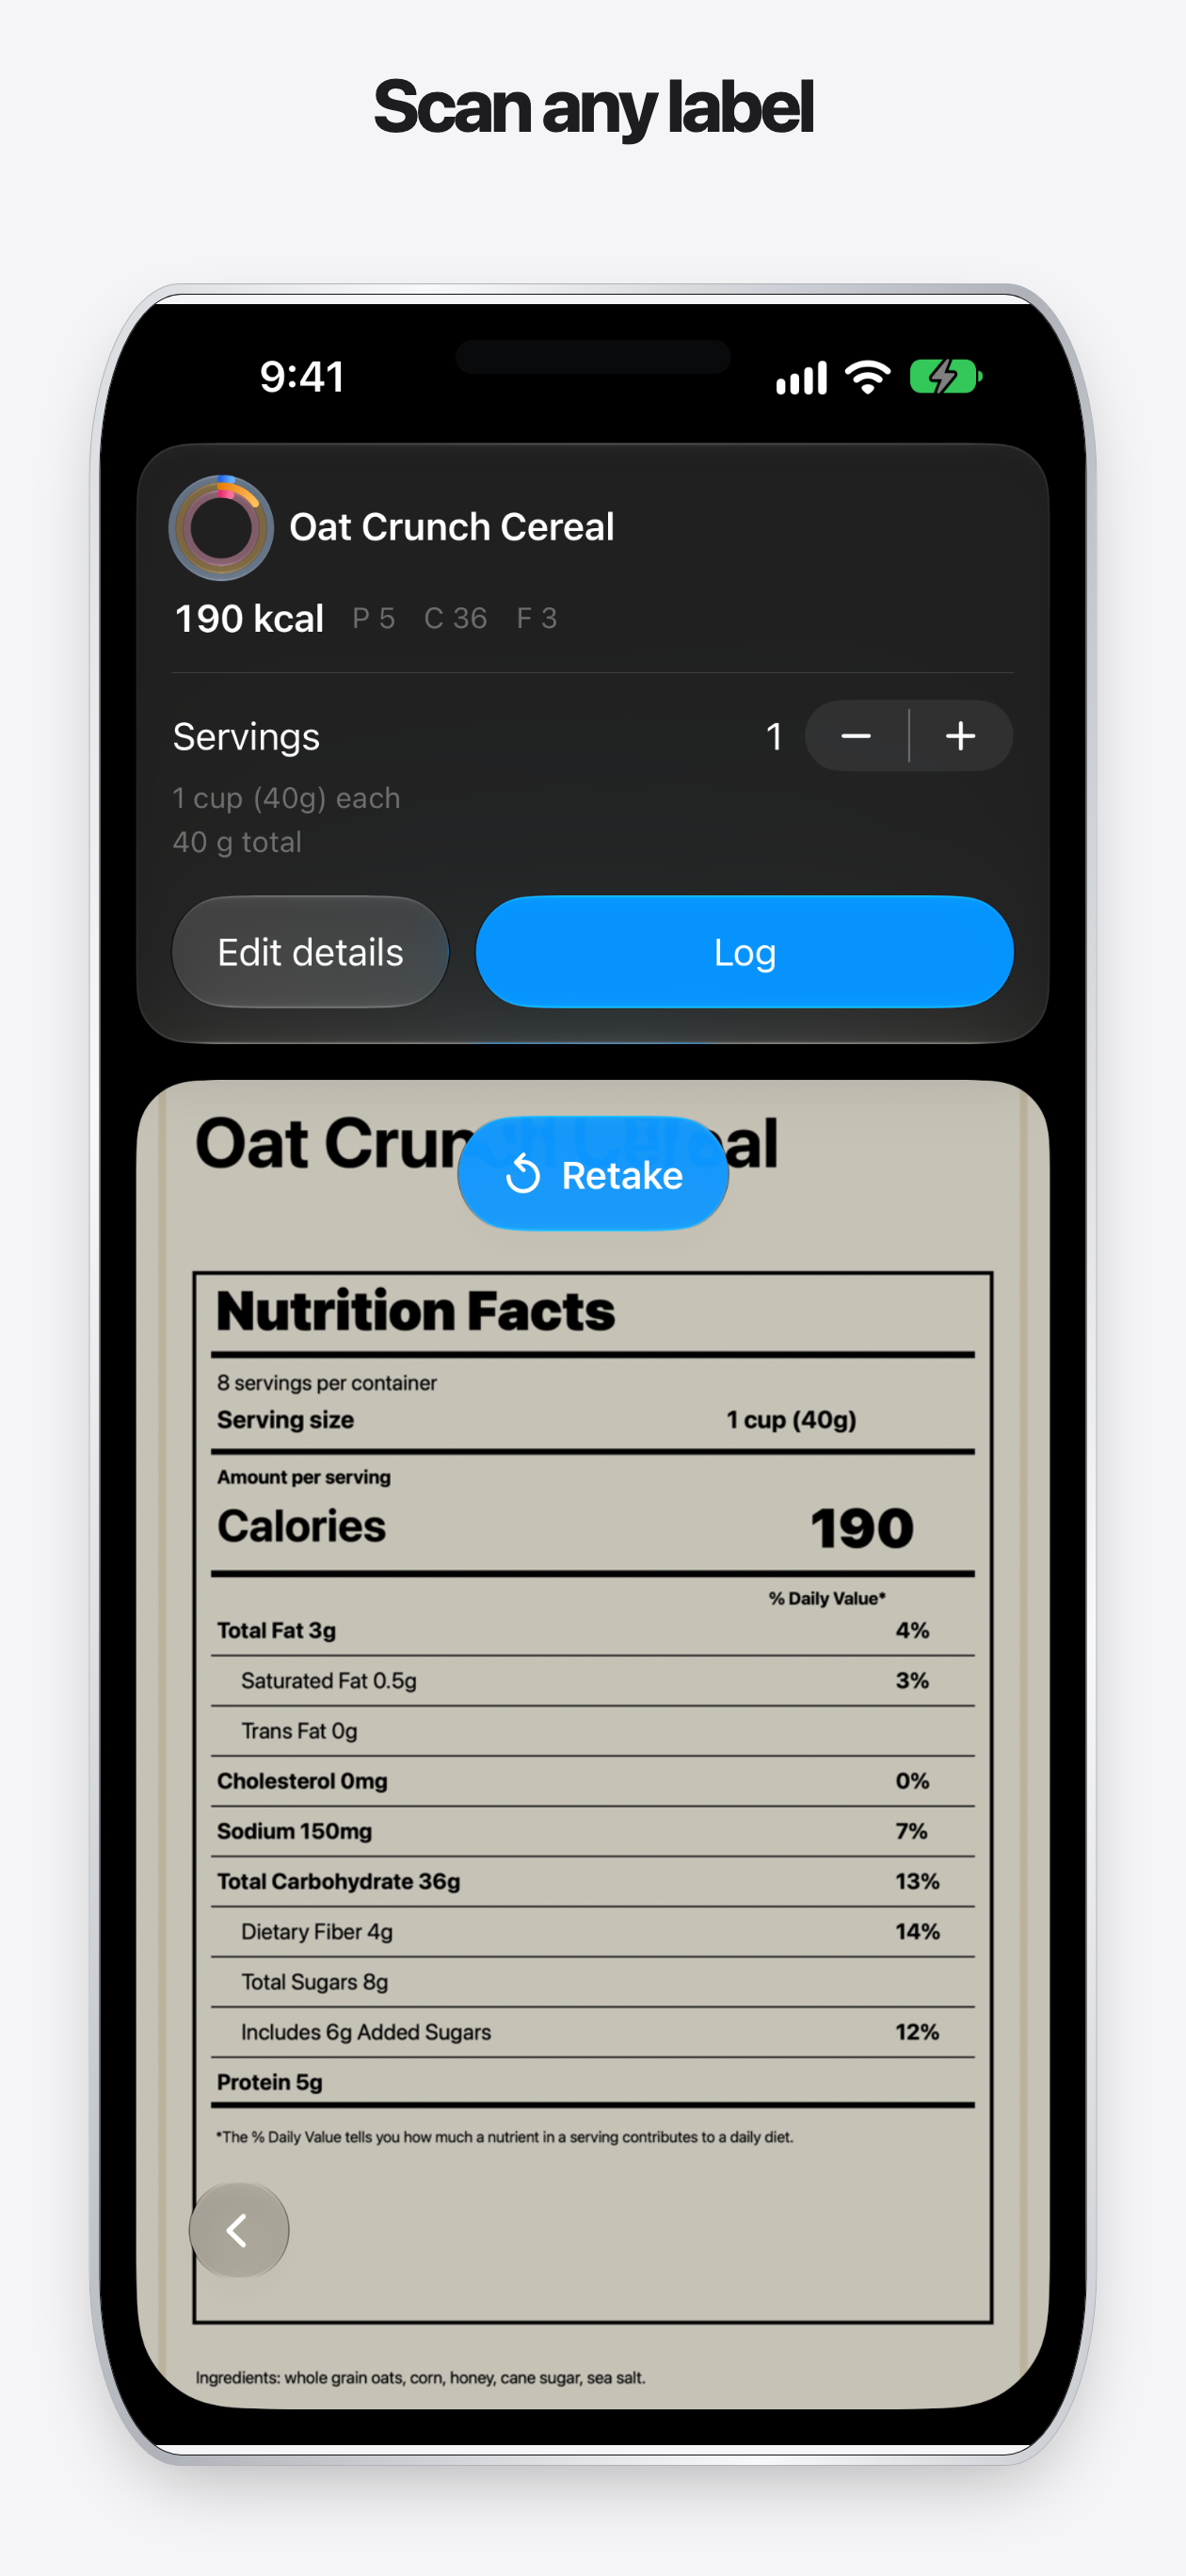 Scan any label
9:41
Oat Crunch Cereal
190 kcal P 5 C 36 F 3
Servings 1
1 cup (40g) each
40 g total
Edit details Log
Oat Crunch Cereal
Retake
Nutrition Facts
8 servings per container
Serving size 1 cup (40g)
Amount per serving
Calories 190
% Daily Value*
Total Fat 3g 4%
Saturated Fat 0.5g 3%
Trans Fat 0g
Cholesterol 0mg 0%
Sodium 150mg 7%
Total Carbohydrate 36g 13%
Dietary Fiber 4g 14%
Total Sugars 8g
Includes 6g Added Sugars 12%
Protein 5g
*The % Daily Value tells you how much a nutrient in a serving contributes to a daily diet.
Ingredients: whole grain oats, corn, honey, cane sugar, sea salt.